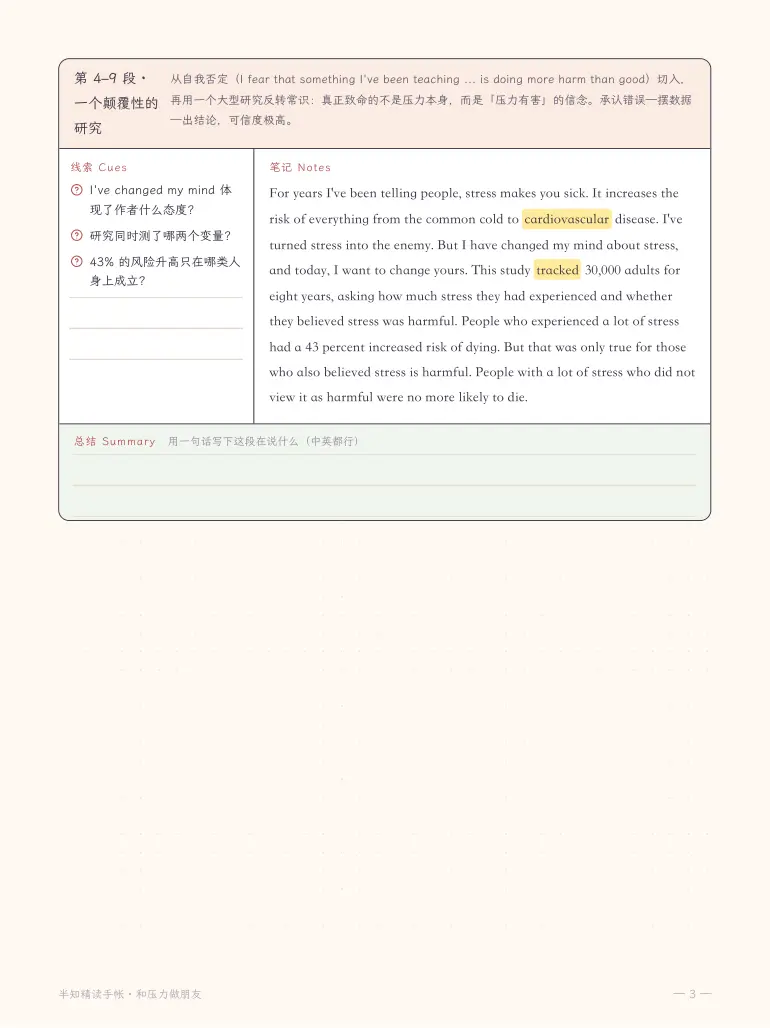 第 4–9 段·
一个颠覆性的
研究
从自我否定（I fear that something I've been teaching … is doing more harm than good）切入，
再用一个大型研究反转常识：真正致命的不是压力本身，而是「压力有害」的信念。承认错误—摆数据
—出结论，可信度极高。
线索 Cues
I've changed my mind 体
现了作者什么态度？
研究同时测了哪两个变量？
43% 的风险升高只在哪类人
身上成立？
笔记 Notes
For years I've been telling people, stress makes you sick. It increases the
risk of everything from the common cold to cardiovascular disease. I've
turned stress into the enemy. But I have changed my mind about stress,
and today, I want to change yours. This study tracked 30,000 adults for
eight years, asking how much stress they had experienced and whether
they believed stress was harmful. People who experienced a lot of stress
had a 43 percent increased risk of dying. But that was only true for those
who also believed stress is harmful. People with a lot of stress who did not
view it as harmful were no more likely to die.
总结 Summary 用一句话写下这段在说什么（中英都行）
半知精读手帐·和压力做朋友
— 3 —